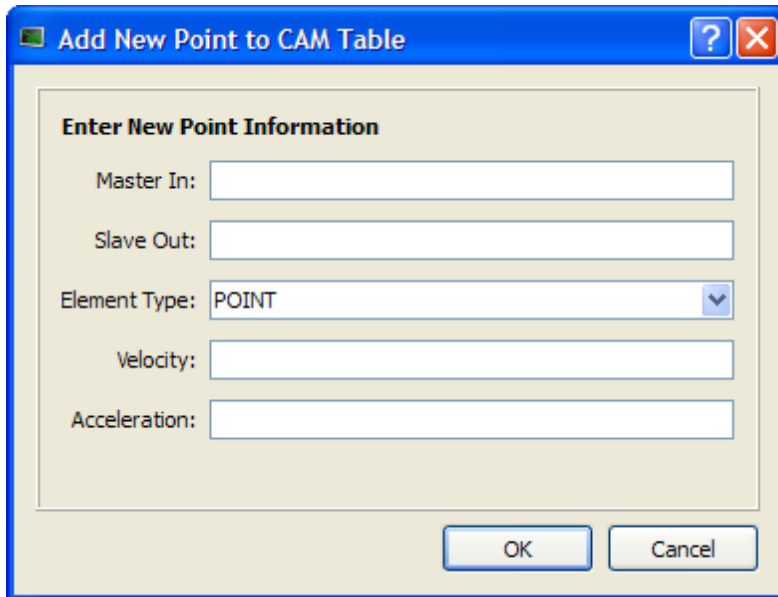 Add New Point to CAM Table
?
Enter New Point Information
Master In:
Slave Out:
Element Type: POINT
Velocity:
Acceleration:
OK Cancel